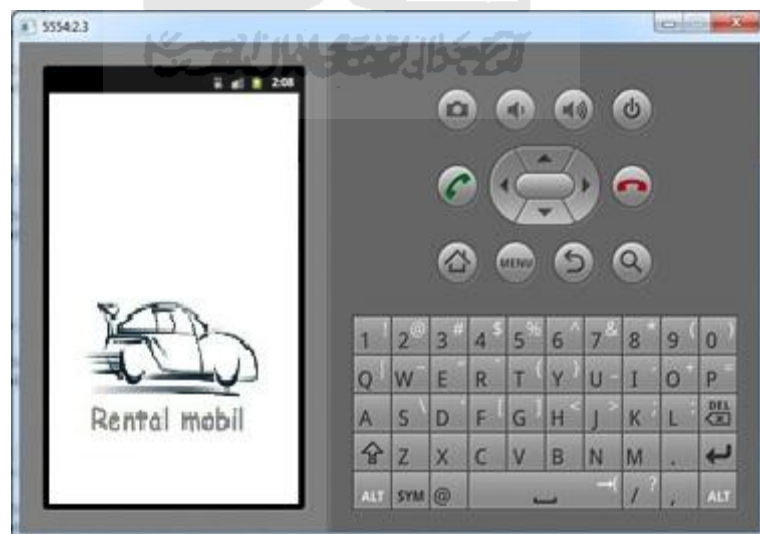 5554:2.3
2:08
Rental mobil
MENU
1 ! 2 @ 3 # 4 $ 5 % 6 ^ 7 & 8 * 9 ( 0 )
Q | W ~ E " R ` T { Y } U - I O + P =
A S \ D ' F [ G ] H < J > K ; L : DEL
Z X C V B N M .
ALT SYM @ / ? , ALT